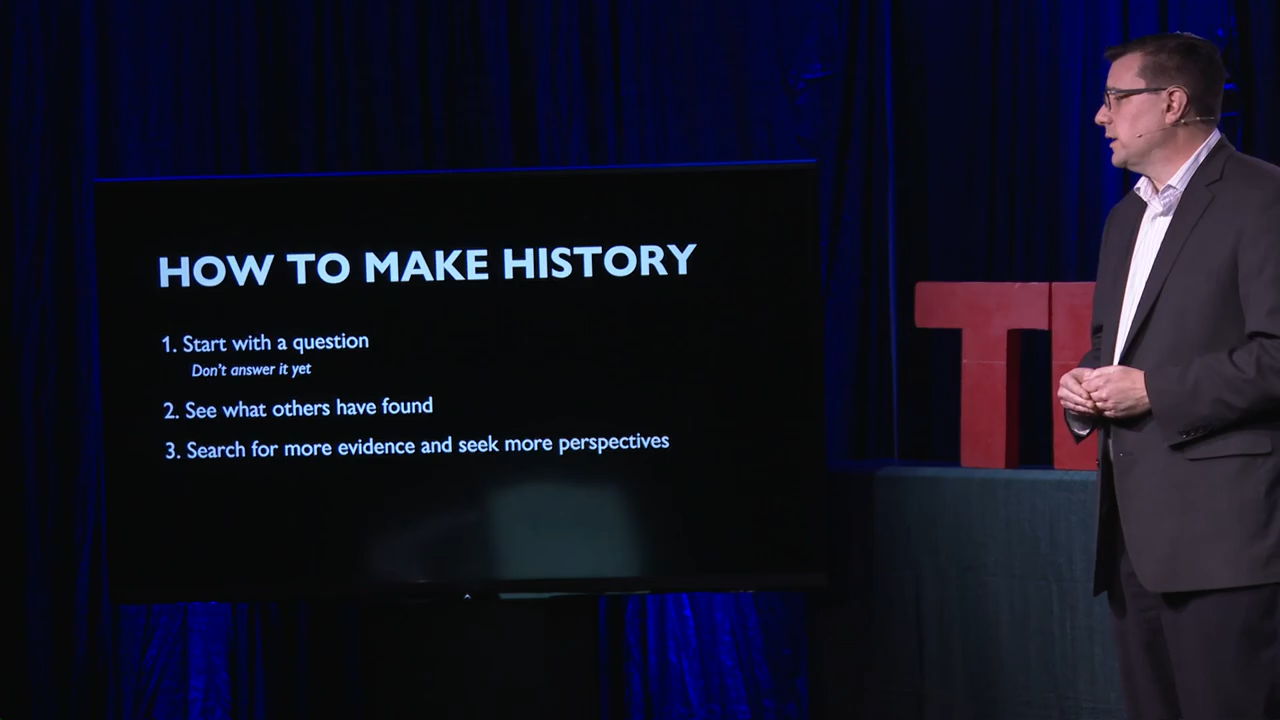 HOW TO MAKE HISTORY
1. Start with a question
Don't answer it yet
2. See what others have found
3. Search for more evidence and seek more perspectives